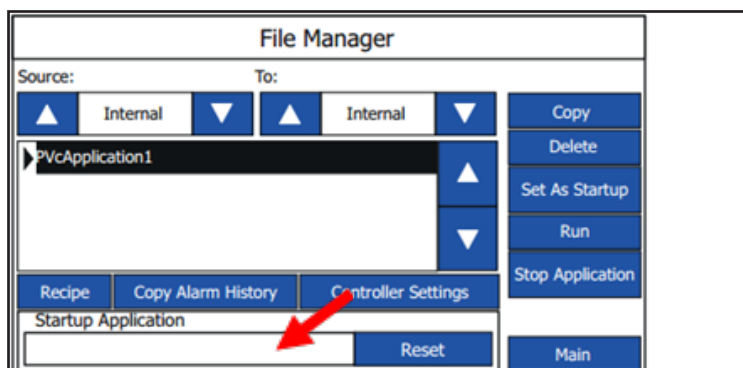 File Manager
Source: To:
Internal Internal Copy
PVcApplication1 Delete
Set As Startup
Run
Stop Application
Recipe Copy Alarm History Controller Settings
Startup Application
Reset Main